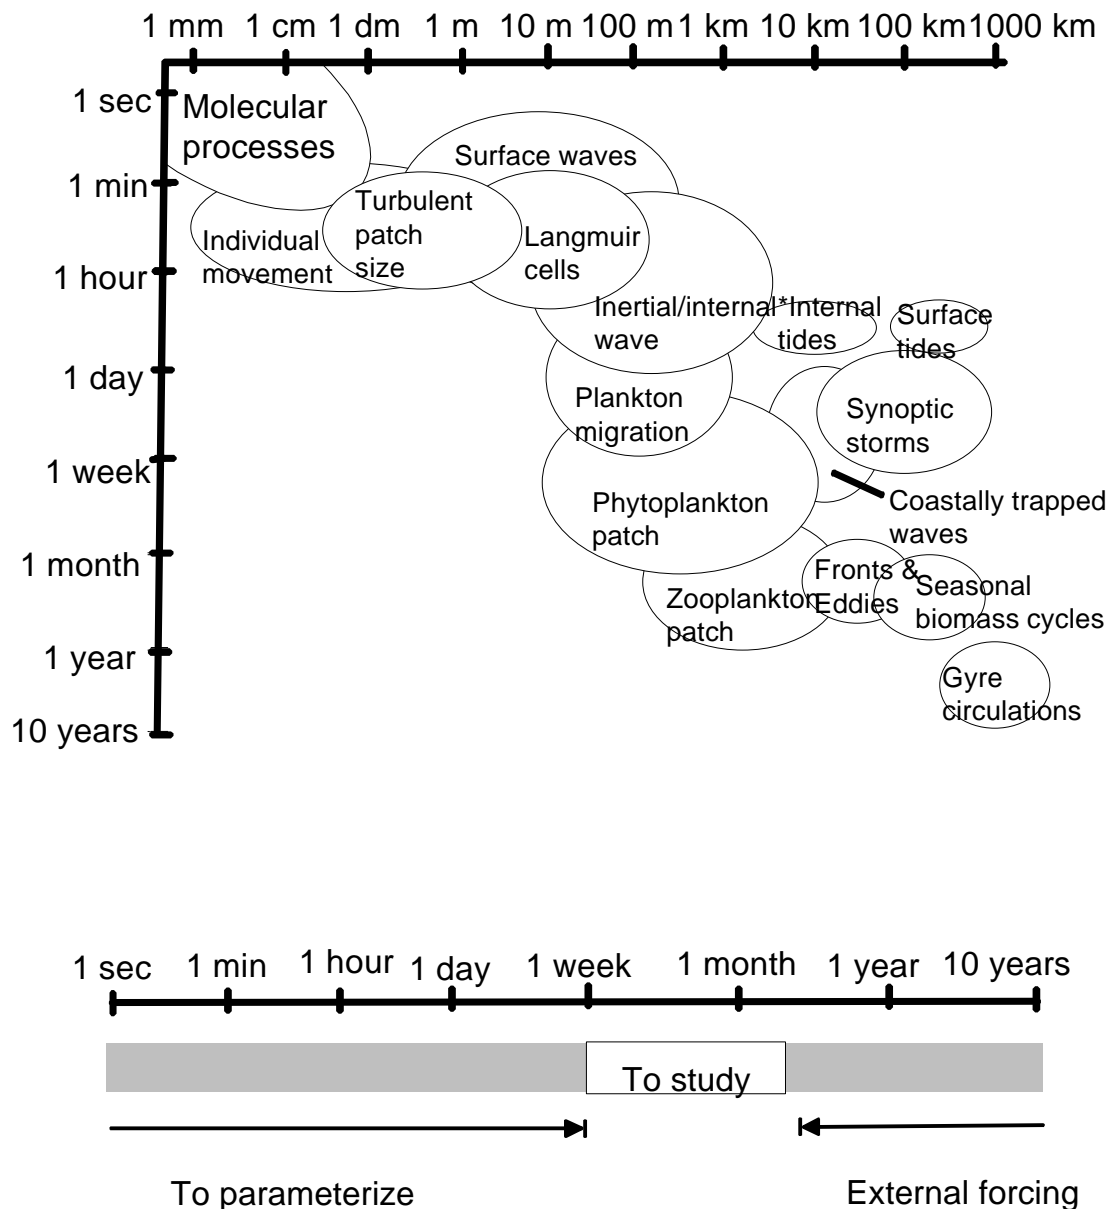 1 mm 1 cm 1 dm 1 m 10 m 100 m 1 km 10 km 100 km 1000 km
1 sec
1 min
1 hour
1 day
1 week
1 month
1 year
10 years
Molecular
processes
Surface waves
Individual
movement
Turbulent
patch
size
Langmuir
cells
Inertial/internal*
wave
Internal
tides
Surface
tides
Plankton
migration
Synoptic
storms
Phytoplankton
patch
Coastally trapped
waves
Zooplankton
patch
Fronts &
Eddies
Seasonal
biomass cycles
Gyre
circulations
1 sec 1 min 1 hour 1 day 1 week 1 month 1 year 10 years
To study
To parameterize
External forcing